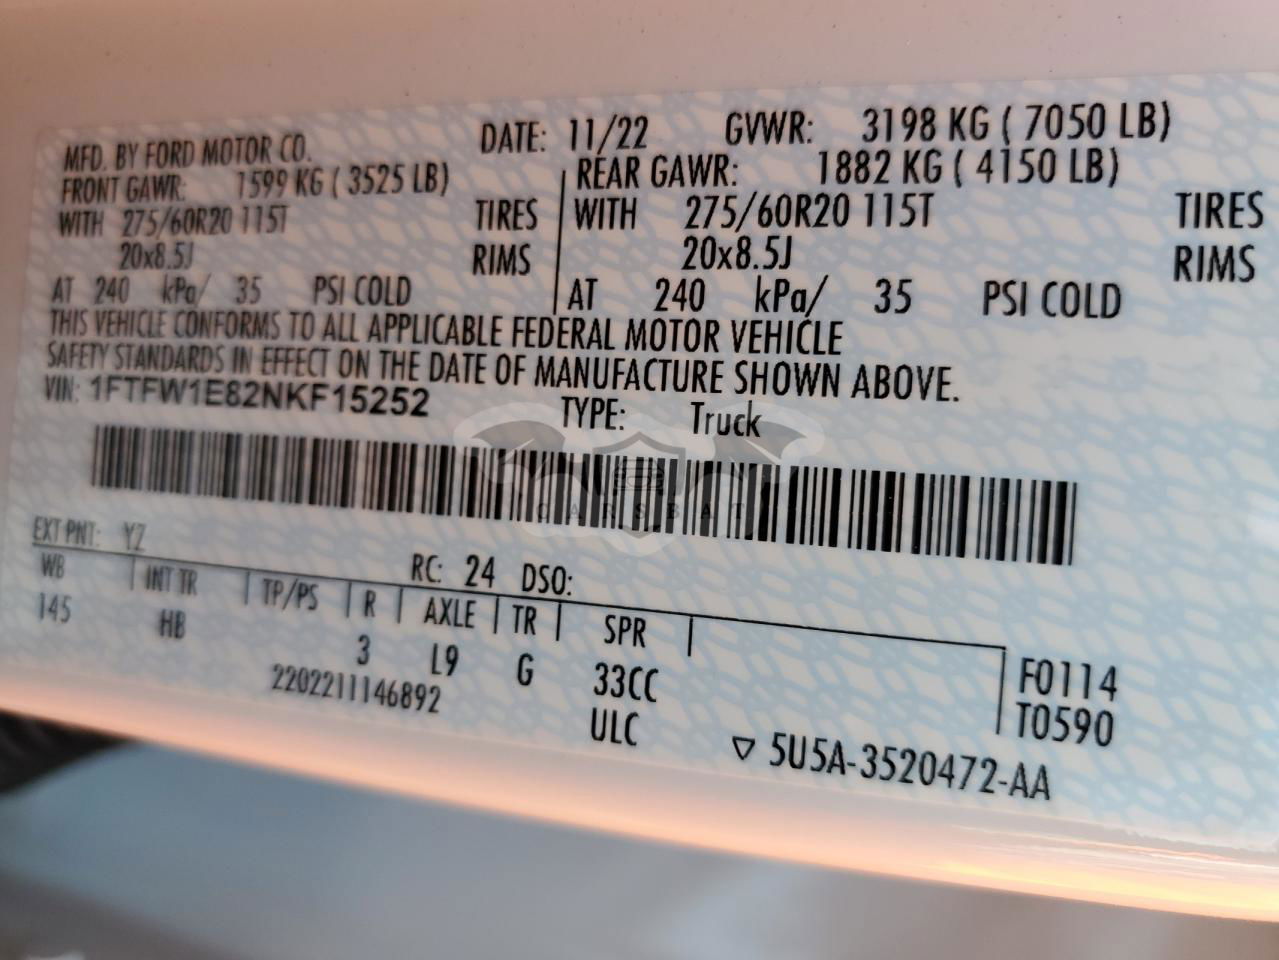 MFD. BY FORD MOTOR CO. DATE: 11/22 GVWR: 3198 KG ( 7050 LB)
FRONT GAWR: 1599 KG ( 3525 LB) REAR GAWR: 1882 KG ( 4150 LB)
WITH 275/60R20 115T TIRES WITH 275/60R20 115T TIRES
20x8.5J RIMS 20x8.5J RIMS
AT 240 kPa/ 35 PSI COLD AT 240 kPa/ 35 PSI COLD
THIS VEHICLE CONFORMS TO ALL APPLICABLE FEDERAL MOTOR VEHICLE
SAFETY STANDARDS IN EFFECT ON THE DATE OF MANUFACTURE SHOWN ABOVE.
VIN: 1FTFW1E82NKF15252 TYPE: Truck
CARSBAT
EXT PNT: YZ RC: 24 DSO:
WB INT TR TP/PS R AXLE TR SPR
145 HB 3 L9 G 33CC F0114
2202211146892 ULC T0590
▽ 5U5A-3520472-AA